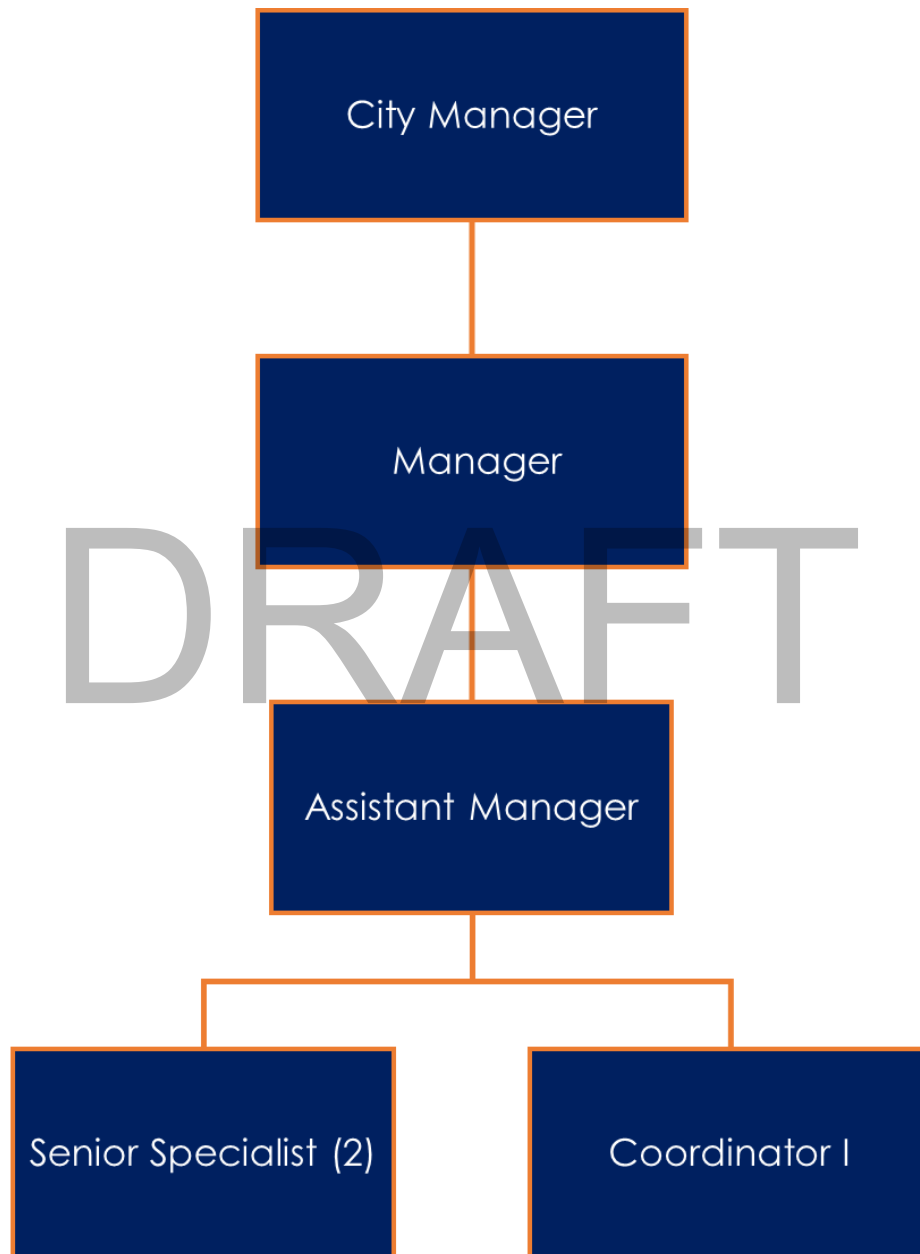 City Manager
Manager
DRAFT
Assistant Manager
Senior Specialist (2)
Coordinator I